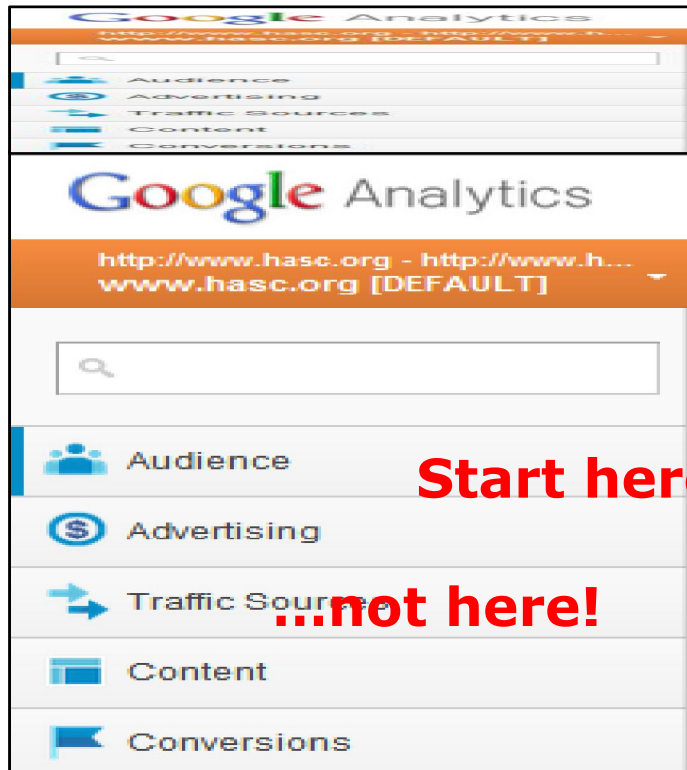 Google Analytics
http://www.hasc.org - http://www.h...
www.hasc.org [DEFAULT]
Audience
Advertising
Traffic Sources
Content
Conversions
Google Analytics
http://www.hasc.org - http://www.h...
www.hasc.org [DEFAULT]
Audience
Start her
Advertising
Traffic Sources
...not here!
Content
Conversions